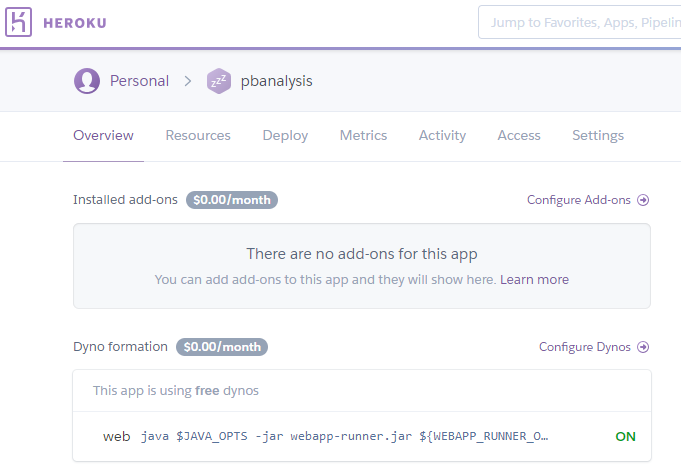 HEROKU
Jump to Favorites, Apps, Pipelin
Personal > zzz pbanalysis
Overview Resources Deploy Metrics Activity Access Settings
Installed add-ons $0.00/month Configure Add-ons
There are no add-ons for this app
You can add add-ons to this app and they will show here. Learn more
Dyno formation $0.00/month Configure Dynos
This app is using free dynos
web java $JAVA_OPTS -jar webapp-runner.jar ${WEBAPP_RUNNER_O… ON